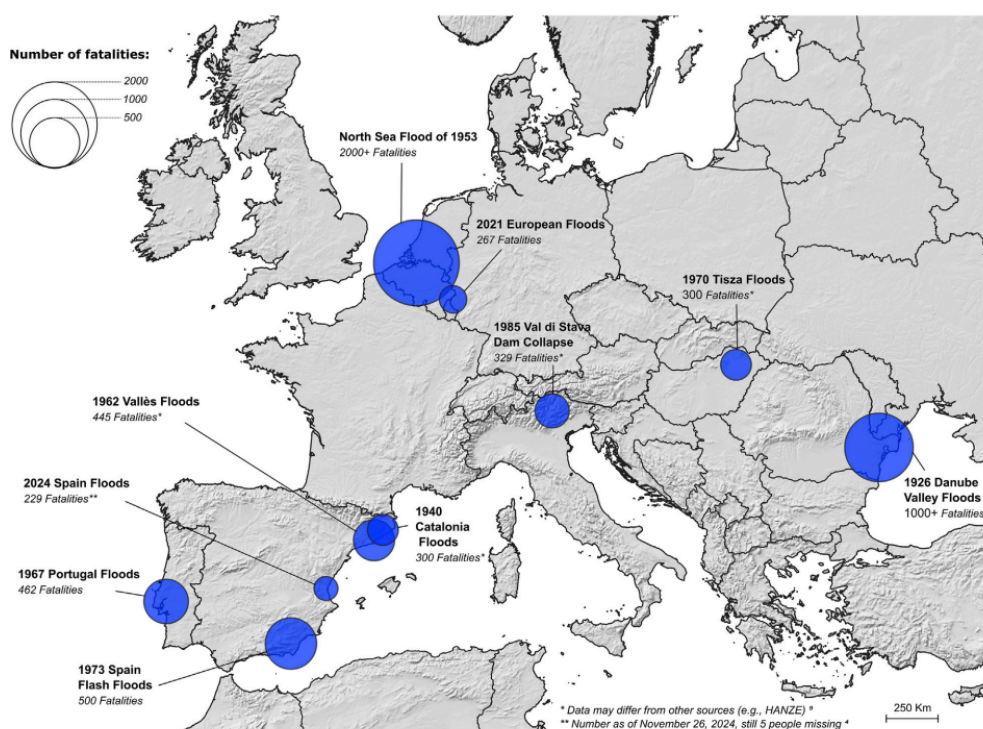 Number of fatalities:
2000
1000
500
North Sea Flood of 1953
2000+ Fatalities
2021 European Floods
267 Fatalities
1970 Tisza Floods
300 Fatalities*
1985 Val di Stava
Dam Collapse
329 Fatalities*
1962 Vallès Floods
445 Fatalities*
2024 Spain Floods
229 Fatalities**
1940
Catalonia
Floods
300 Fatalities*
1926 Danube
Valley Floods
1000+ Fatalities
1967 Portugal Floods
462 Fatalities
1973 Spain
Flash Floods
500 Fatalities
* Data may differ from other sources (e.g., HANZE)
** Number as of November 26, 2024, still 5 people missing ⁴
250 Km